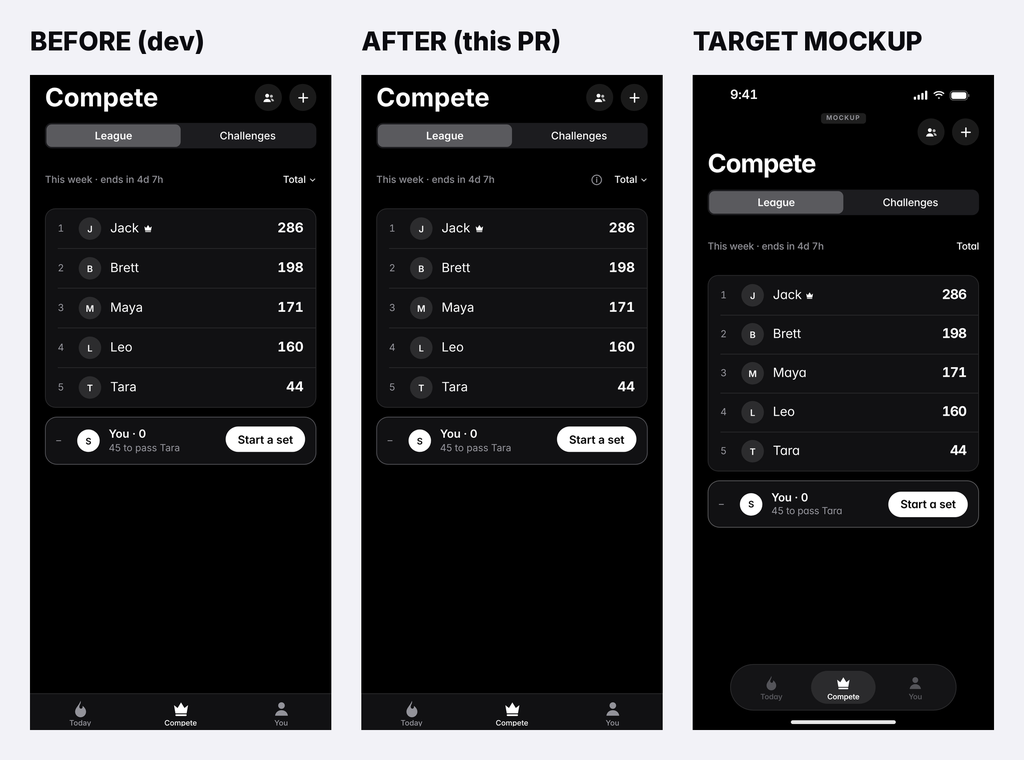 BEFORE (dev)
Compete
League Challenges
This week · ends in 4d 7h Total
1 J Jack 286
2 B Brett 198
3 M Maya 171
4 L Leo 160
5 T Tara 44
– S You · 0 Start a set
45 to pass Tara
Today Compete You
AFTER (this PR)
Compete
League Challenges
This week · ends in 4d 7h Total
1 J Jack 286
2 B Brett 198
3 M Maya 171
4 L Leo 160
5 T Tara 44
– S You · 0 Start a set
45 to pass Tara
Today Compete You
TARGET MOCKUP
9:41
MOCKUP
Compete
League Challenges
This week · ends in 4d 7h Total
1 J Jack 286
2 B Brett 198
3 M Maya 171
4 L Leo 160
5 T Tara 44
– S You · 0 Start a set
45 to pass Tara
Today Compete You